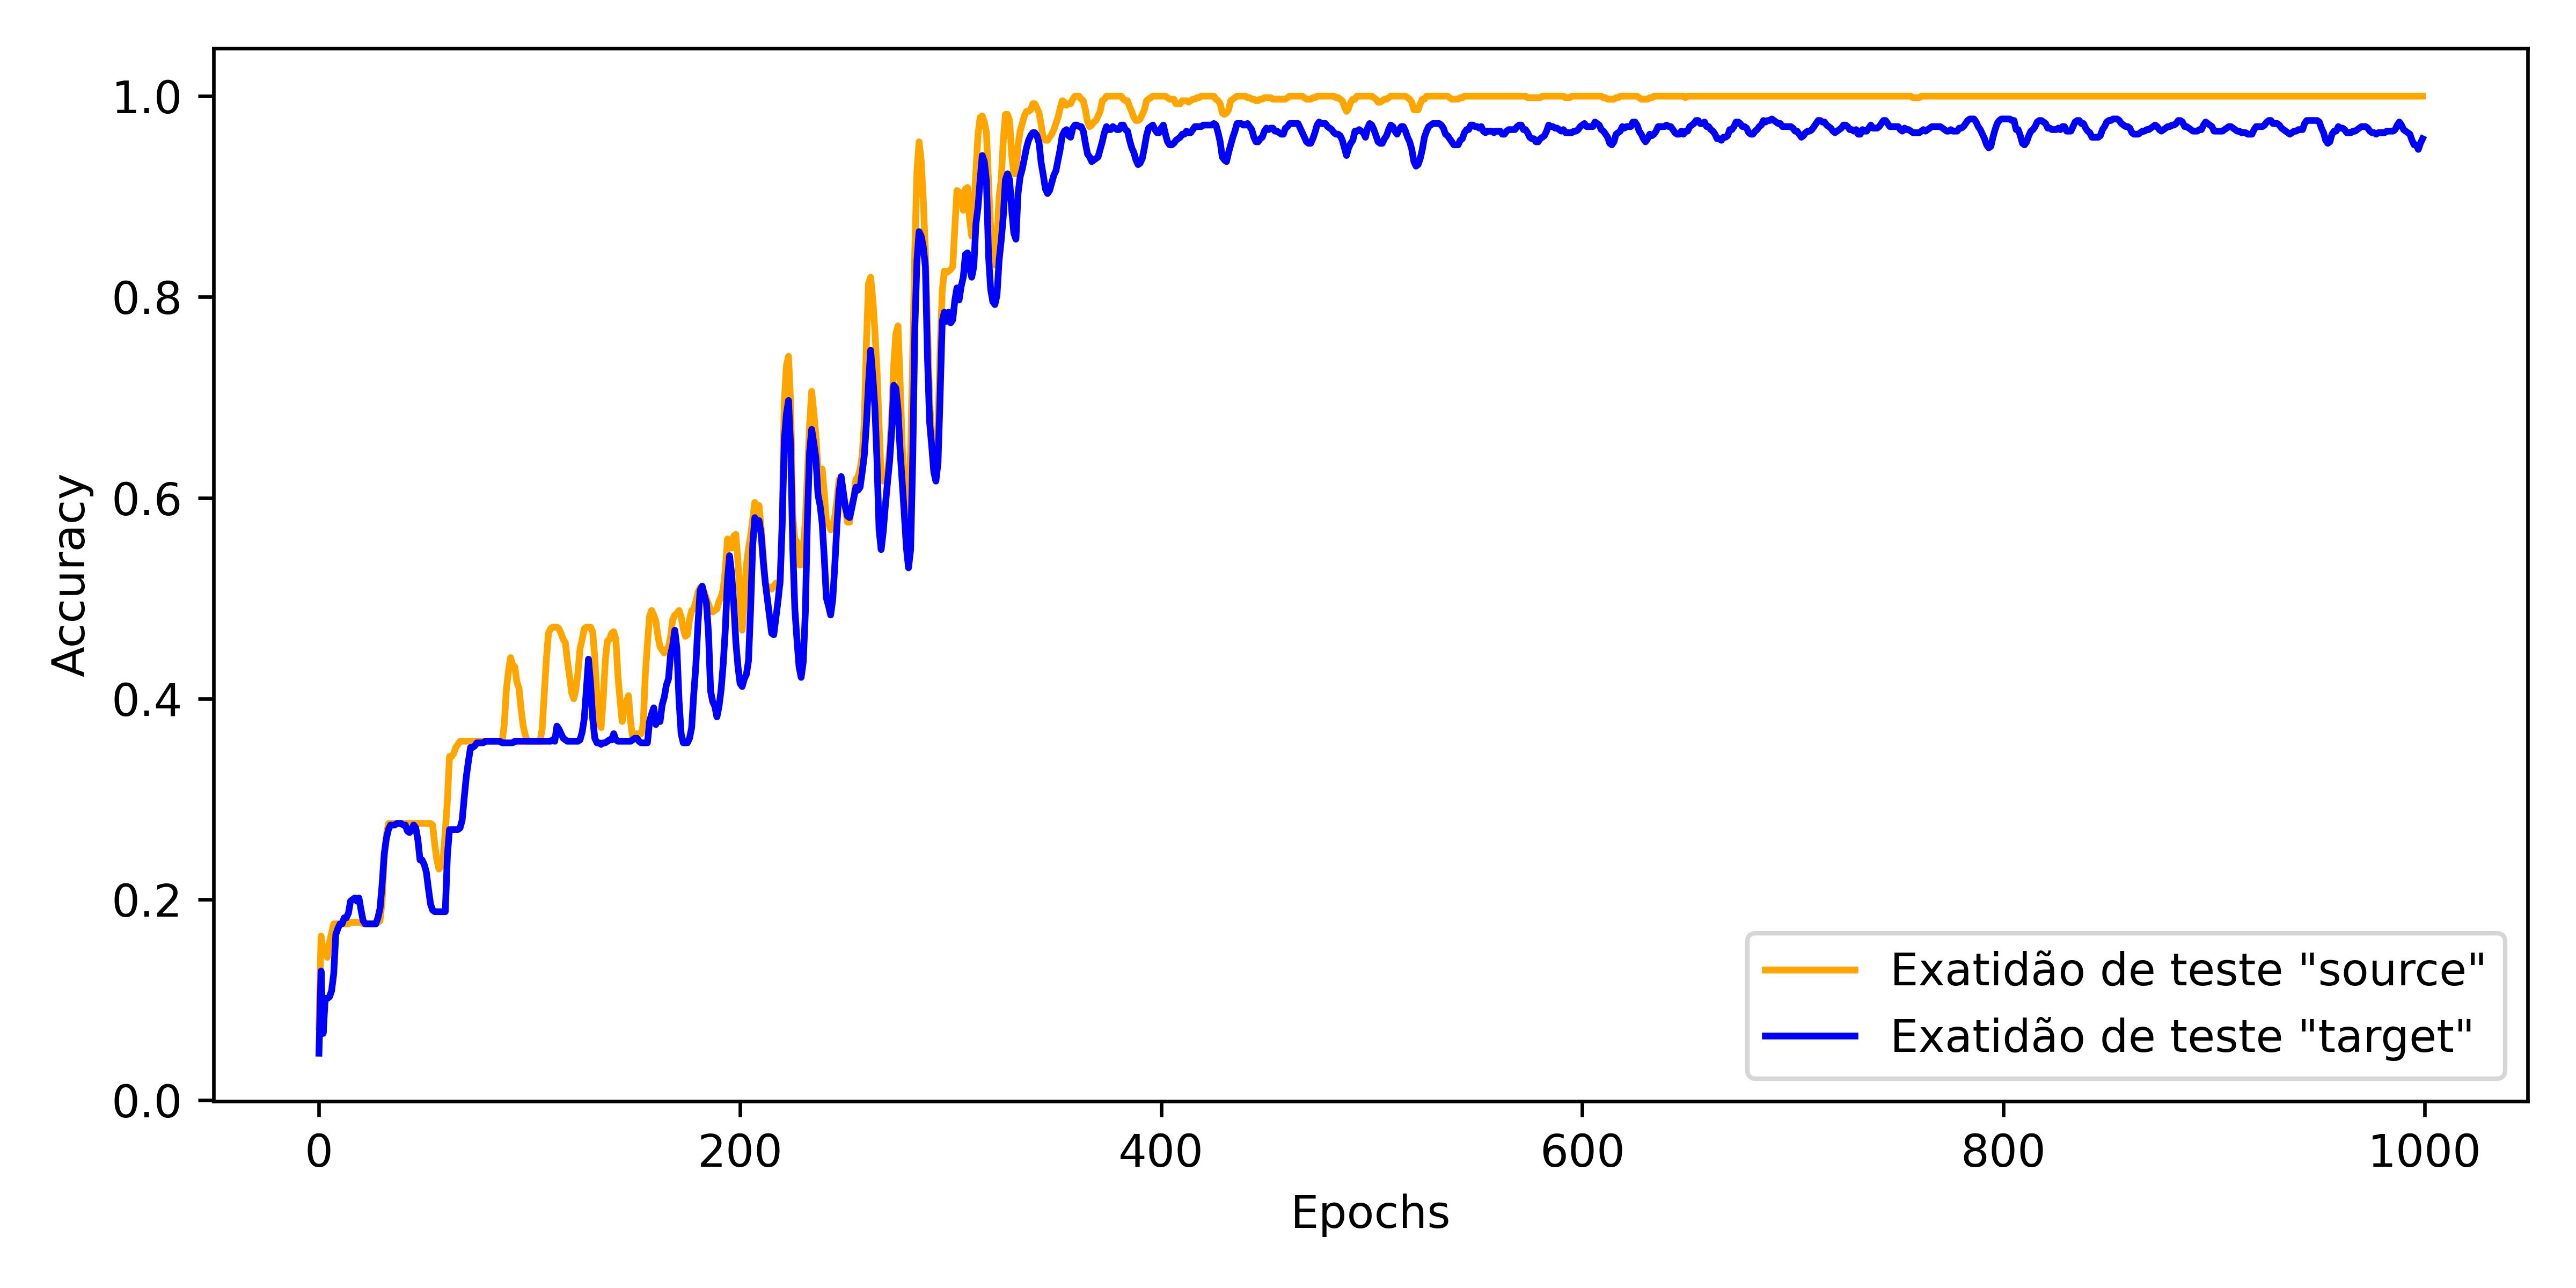 1.0
0.8
0.6
0.4
0.2
0.0
Accuracy
0 200 400 600 800 1000
Epochs
Exatidão de teste "source"
Exatidão de teste "target"